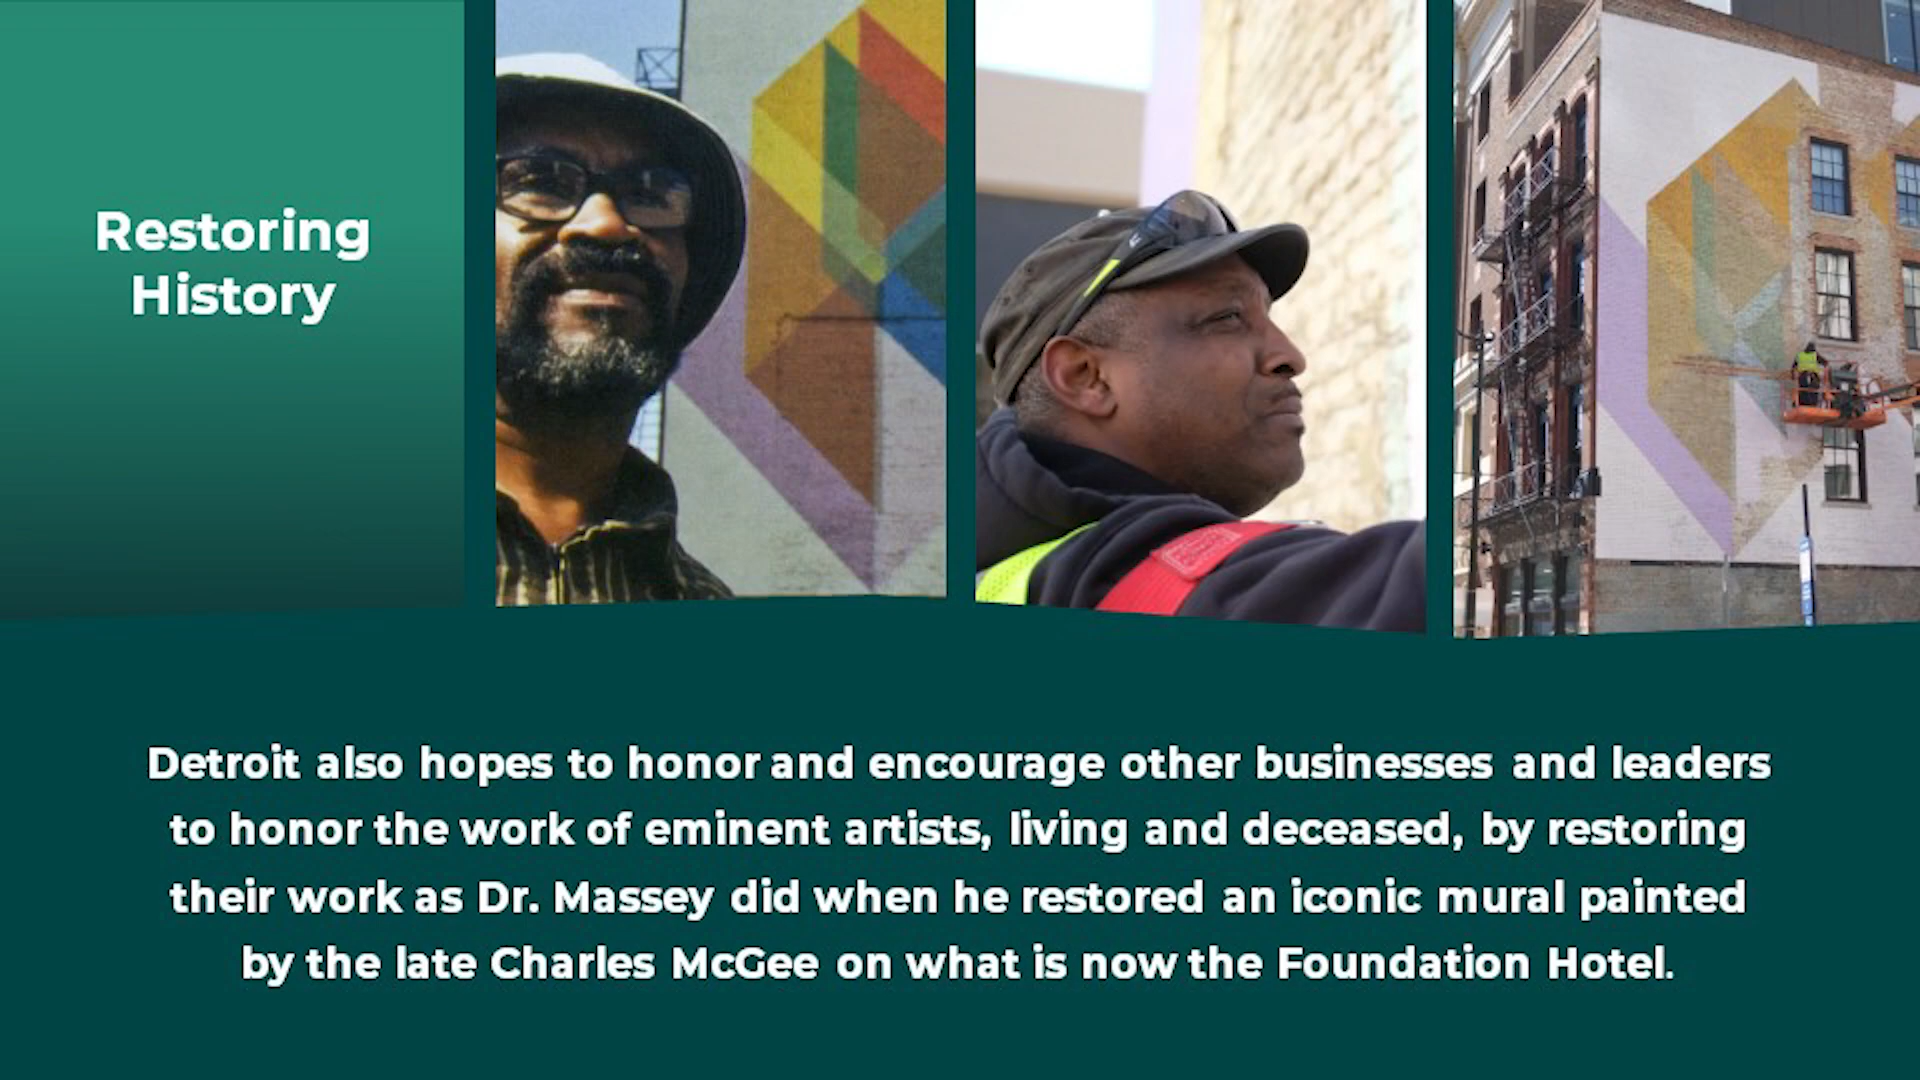 Restoring
History
Detroit also hopes to honor and encourage other businesses and leaders
to honor the work of eminent artists, living and deceased, by restoring
their work as Dr. Massey did when he restored an iconic mural painted
by the late Charles McGee on what is now the Foundation Hotel.